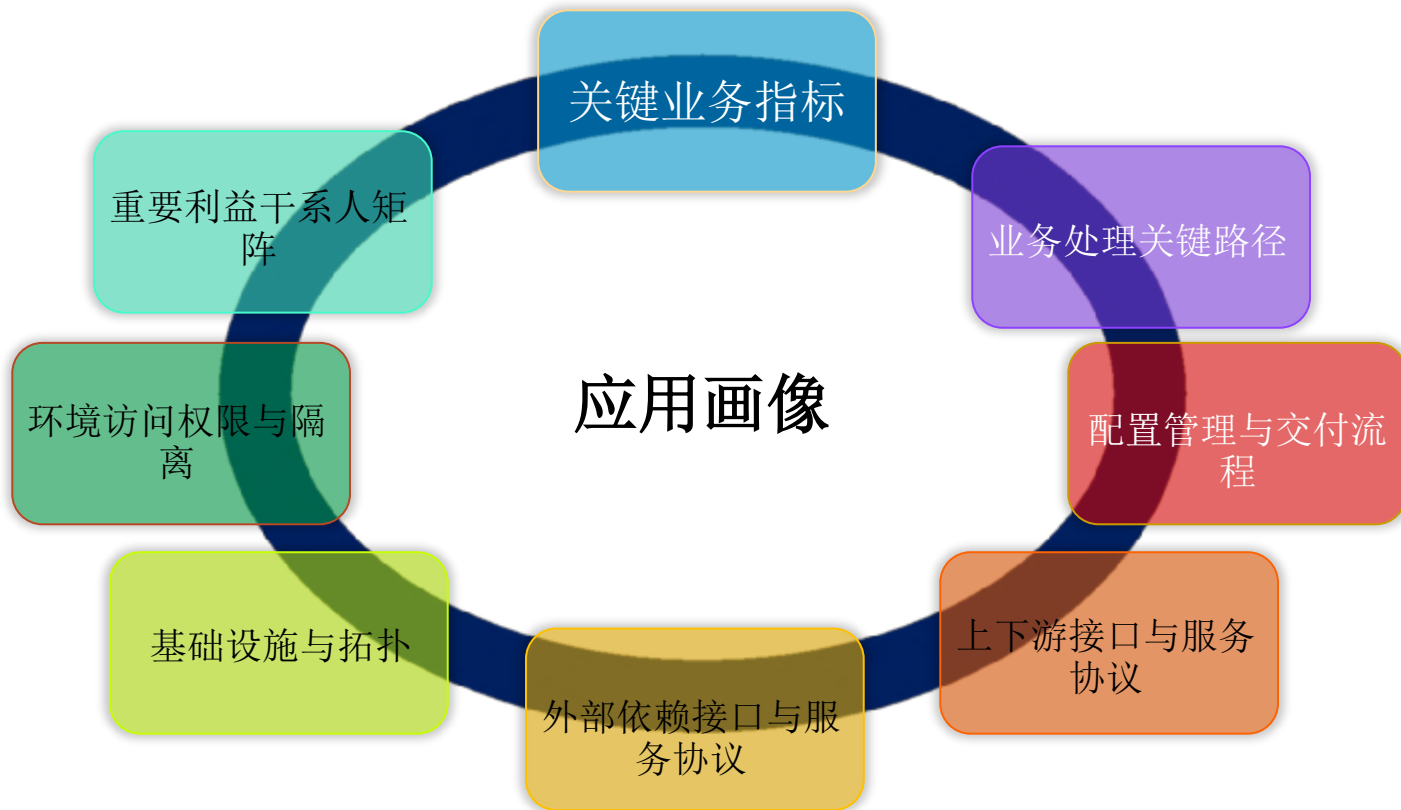 关键业务指标
重要利益干系人矩
阵
业务处理关键路径
应用画像
环境访问权限与隔
离
配置管理与交付流
程
基础设施与拓扑
上下游接口与服务
协议
外部依赖接口与服
务协议